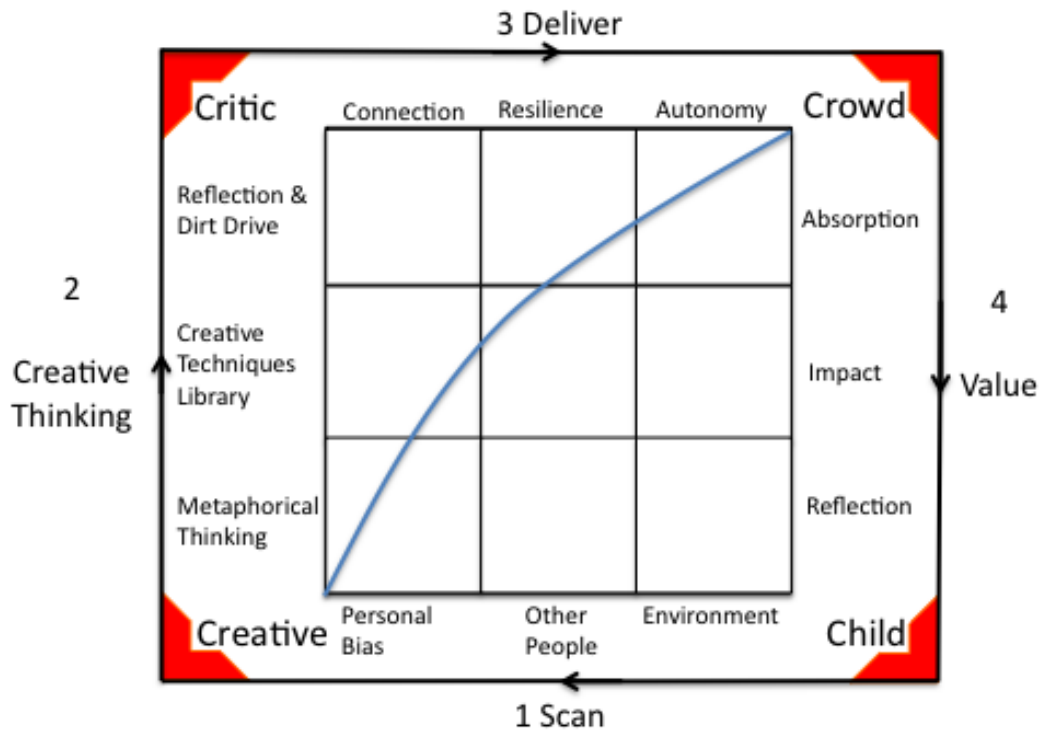 3 Deliver
Critic
Connection
Resilience
Autonomy
Crowd
Reflection &
Dirt Drive
Absorption
2
Creative
Thinking
Creative
Techniques
Library
4
Value
Impact
Metaphorical
Thinking
Reflection
Creative
Personal
Bias
Other
People
Environment
Child
1 Scan